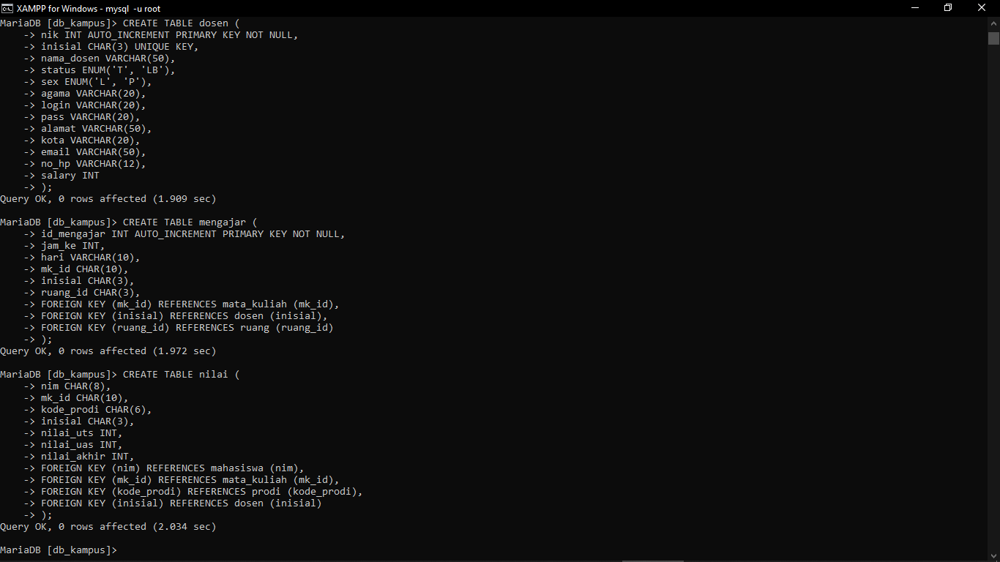 XAMPP for Windows - mysql  -u root
MariaDB [db_kampus]> CREATE TABLE dosen (
    -> nik INT AUTO_INCREMENT PRIMARY KEY NOT NULL,
    -> inisial CHAR(3) UNIQUE KEY,
    -> nama_dosen VARCHAR(50),
    -> status ENUM('T', 'LB'),
    -> sex ENUM('L', 'P'),
    -> agama VARCHAR(20),
    -> login VARCHAR(20),
    -> pass VARCHAR(20),
    -> alamat VARCHAR(50),
    -> kota VARCHAR(20),
    -> email VARCHAR(50),
    -> no_hp VARCHAR(12),
    -> salary INT
    -> );
Query OK, 0 rows affected (1.909 sec)

MariaDB [db_kampus]> CREATE TABLE mengajar (
    -> id_mengajar INT AUTO_INCREMENT PRIMARY KEY NOT NULL,
    -> jam_ke INT,
    -> hari VARCHAR(10),
    -> mk_id CHAR(10),
    -> inisial CHAR(3),
    -> ruang_id CHAR(3),
    -> FOREIGN KEY (mk_id) REFERENCES mata_kuliah (mk_id),
    -> FOREIGN KEY (inisial) REFERENCES dosen (inisial),
    -> FOREIGN KEY (ruang_id) REFERENCES ruang (ruang_id)
    -> );
Query OK, 0 rows affected (1.972 sec)

MariaDB [db_kampus]> CREATE TABLE nilai (
    -> nim CHAR(8),
    -> mk_id CHAR(10),
    -> kode_prodi CHAR(6),
    -> inisial CHAR(3),
    -> nilai_uts INT,
    -> nilai_uas INT,
    -> nilai_akhir INT,
    -> FOREIGN KEY (nim) REFERENCES mahasiswa (nim),
    -> FOREIGN KEY (mk_id) REFERENCES mata_kuliah (mk_id),
    -> FOREIGN KEY (kode_prodi) REFERENCES prodi (kode_prodi),
    -> FOREIGN KEY (inisial) REFERENCES dosen (inisial)
    -> );
Query OK, 0 rows affected (2.034 sec)

MariaDB [db_kampus]>